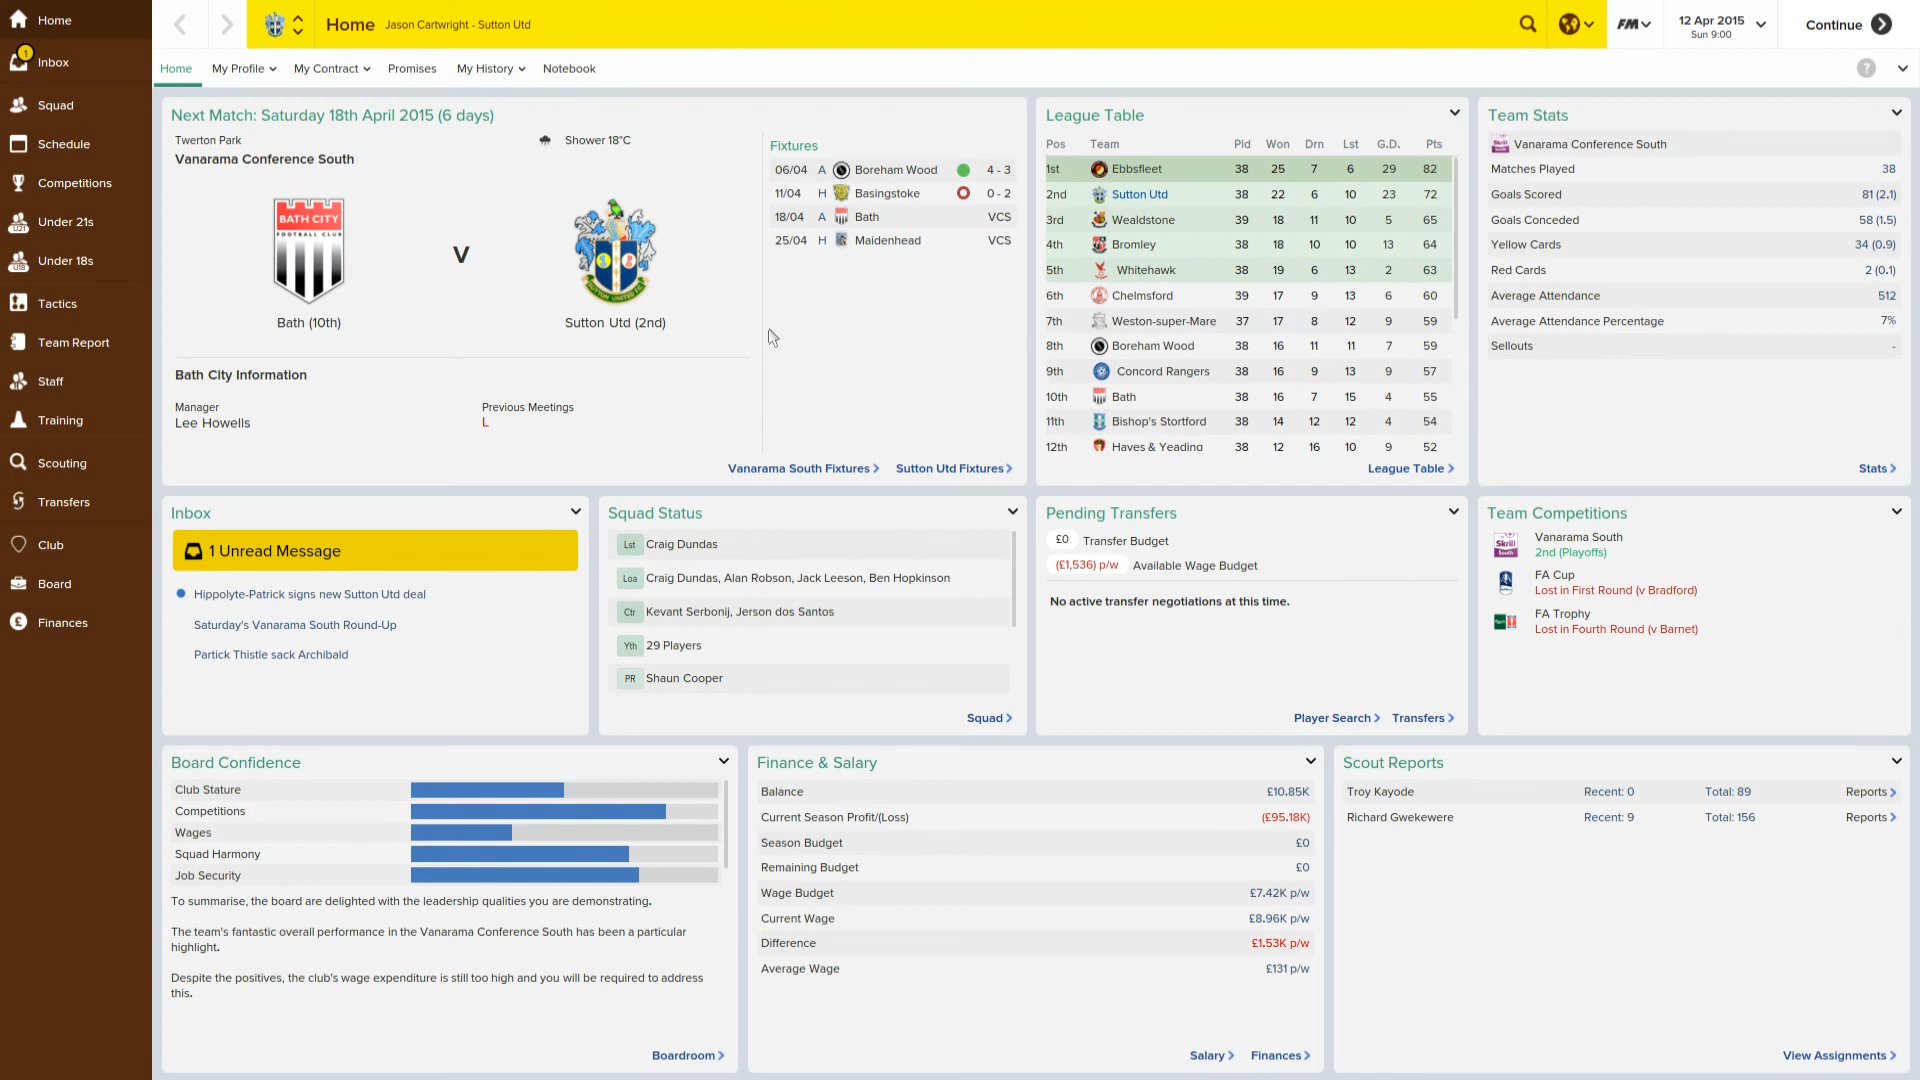 Home
Inbox
1
Squad
Schedule
Competitions
Under 21s
Under 18s
Tactics
Team Report
Staff
Training
Scouting
Transfers
Club
Board
Finances
Home Jason Cartwright - Sutton Utd
FM
12 Apr 2015
Sun 9:00
Continue
Home My Profile My Contract Promises My History Notebook
?
Next Match: Saturday 18th April 2015 (6 days)
Twerton Park
Vanarama Conference South
Shower 18°C
BATH CITY
FOOTBALL CLUB
V
Bath (10th)
Sutton Utd (2nd)
Bath City Information
Manager
Lee Howells
Previous Meetings
L
Fixtures
06/04 A Boreham Wood 4 - 3
11/04 H Basingstoke 0 - 2
18/04 A Bath VCS
25/04 H Maidenhead VCS
Vanarama South Fixtures Sutton Utd Fixtures
League Table
Pos Team Pld Won Drn Lst G.D. Pts
1st Ebbsfleet 38 25 7 6 29 82
2nd Sutton Utd 38 22 6 10 23 72
3rd Wealdstone 39 18 11 10 5 65
4th Bromley 38 18 10 10 13 64
5th Whitehawk 38 19 6 13 2 63
6th Chelmsford 39 17 9 13 6 60
7th Weston-super-Mare 37 17 8 12 9 59
8th Boreham Wood 38 16 11 11 7 59
9th Concord Rangers 38 16 9 13 9 57
10th Bath 38 16 7 15 4 55
11th Bishop's Stortford 38 14 12 12 4 54
12th Hayes & Yeading 38 12 16 10 9 52
League Table
Team Stats
Vanarama Conference South
Matches Played 38
Goals Scored 81 (2.1)
Goals Conceded 58 (1.5)
Yellow Cards 34 (0.9)
Red Cards 2 (0.1)
Average Attendance 512
Average Attendance Percentage 7%
Sellouts -
Stats
Inbox
1 Unread Message
Hippolyte-Patrick signs new Sutton Utd deal
Saturday's Vanarama South Round-Up
Partick Thistle sack Archibald
Squad Status
Lst Craig Dundas
Loa Craig Dundas, Alan Robson, Jack Leeson, Ben Hopkinson
Ctr Kevant Serbonij, Jerson dos Santos
Yth 29 Players
PR Shaun Cooper
Squad
Pending Transfers
£0 Transfer Budget
(£1,536) p/w Available Wage Budget
No active transfer negotiations at this time.
Player Search Transfers
Team Competitions
Skrill
South
Vanarama South
2nd (Playoffs)
FA Cup
Lost in First Round (v Bradford)
FA Trophy
Lost in Fourth Round (v Barnet)
Board Confidence
Club Stature
Competitions
Wages
Squad Harmony
Job Security
To summarise, the board are delighted with the leadership qualities you are demonstrating.
The team's fantastic overall performance in the Vanarama Conference South has been a particular
highlight.
Despite the positives, the club's wage expenditure is still too high and you will be required to address
this.
Boardroom
Finance & Salary
Balance £10.85K
Current Season Profit/(Loss) (£95.18K)
Season Budget £0
Remaining Budget £0
Wage Budget £7.42K p/w
Current Wage £8.96K p/w
Difference £1.53K p/w
Average Wage £131 p/w
Salary Finances
Scout Reports
Troy Kayode Recent: 0 Total: 89 Reports
Richard Gwekewere Recent: 9 Total: 156 Reports
View Assignments